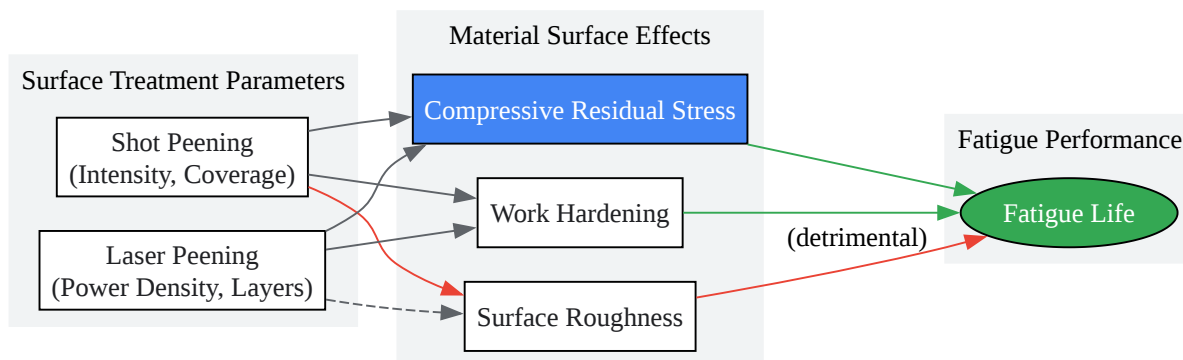 Surface Treatment Parameters
Shot Peening
(Intensity, Coverage)
Laser Peening
(Power Density, Layers)
Material Surface Effects
Compressive Residual Stress
Work Hardening
Surface Roughness
(detrimental)
Fatigue Performance
Fatigue Life